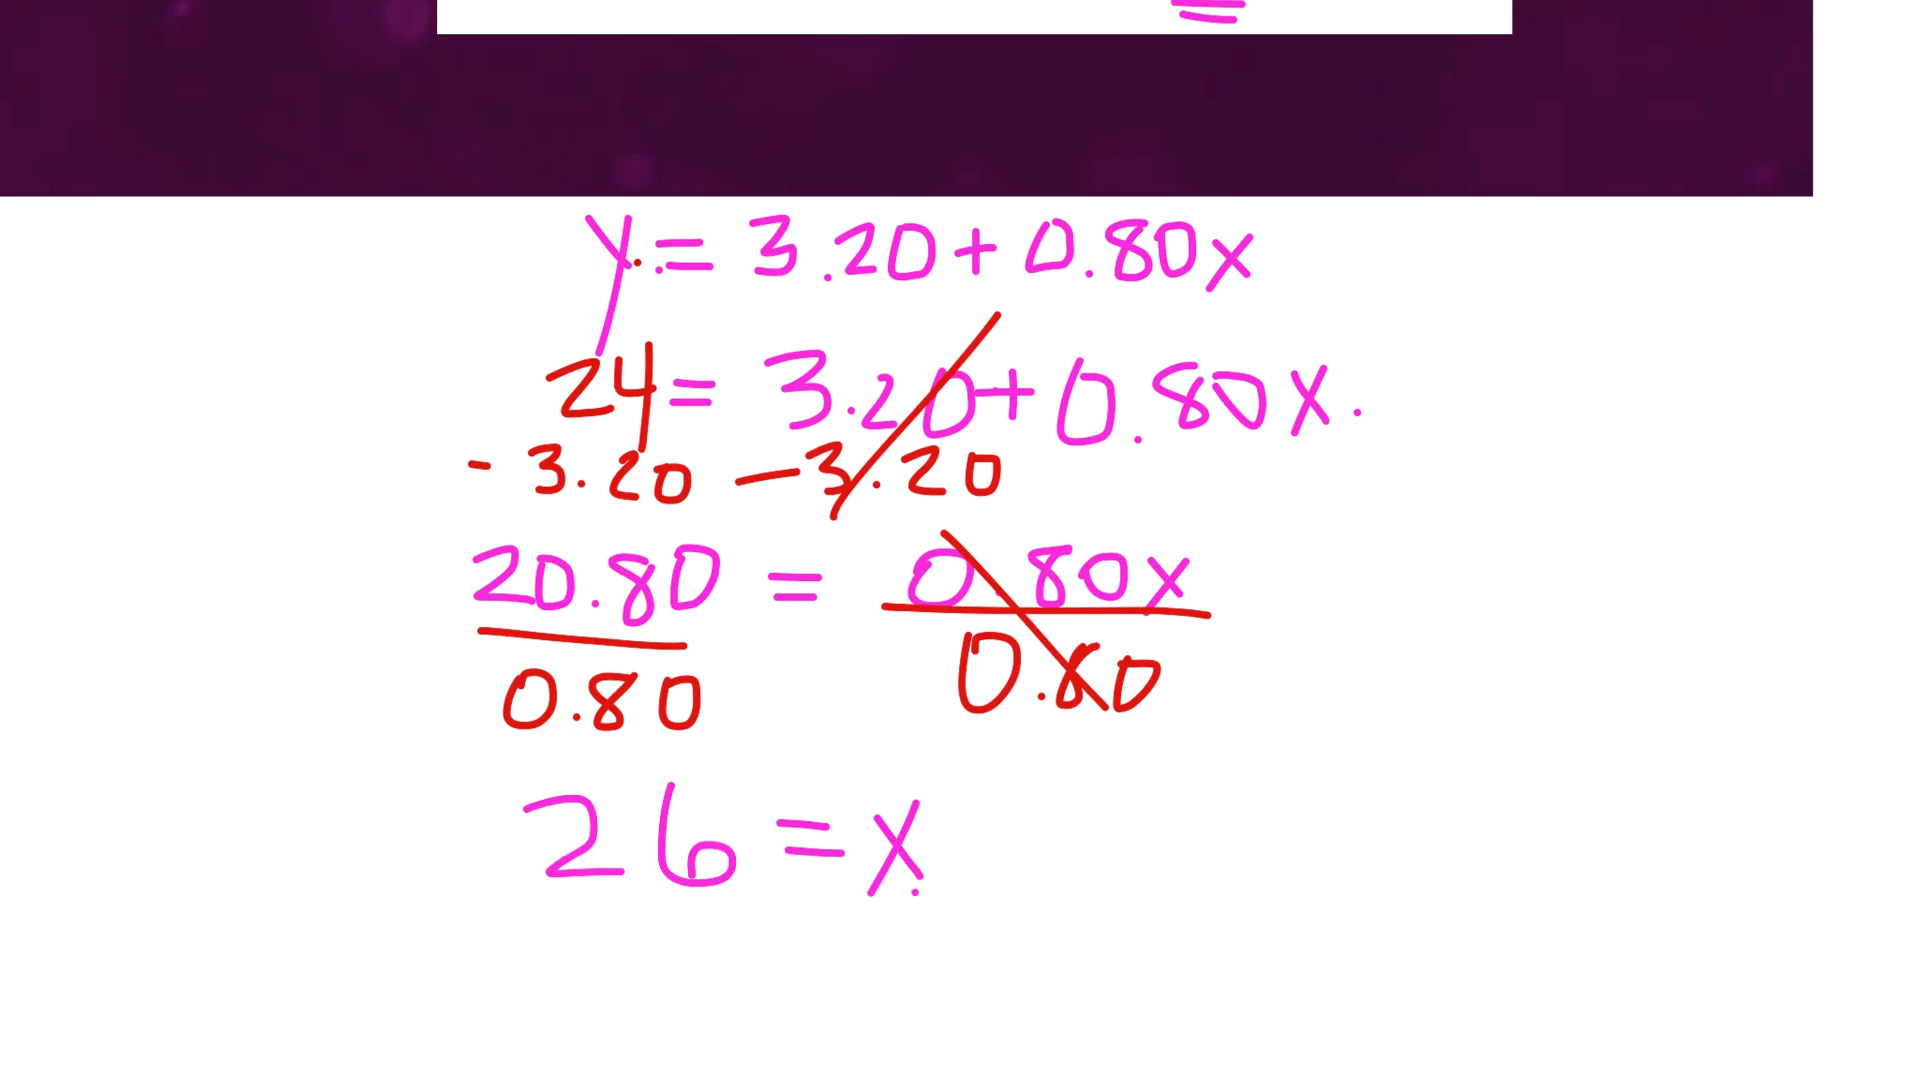 y = 3.20 + 0.80x
24 = 3.20 + 0.80x.
- 3.20 - 3.20
20.80 = 0.80x
0.80 0.80
26 = x